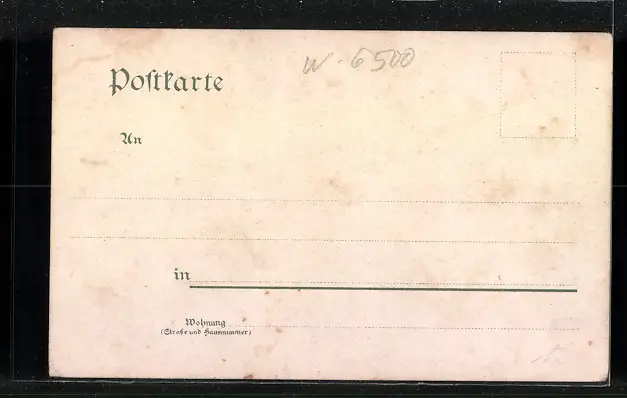 W-6500
Postkarte
An
in
Wohnung
(Straße und Hausnummer)